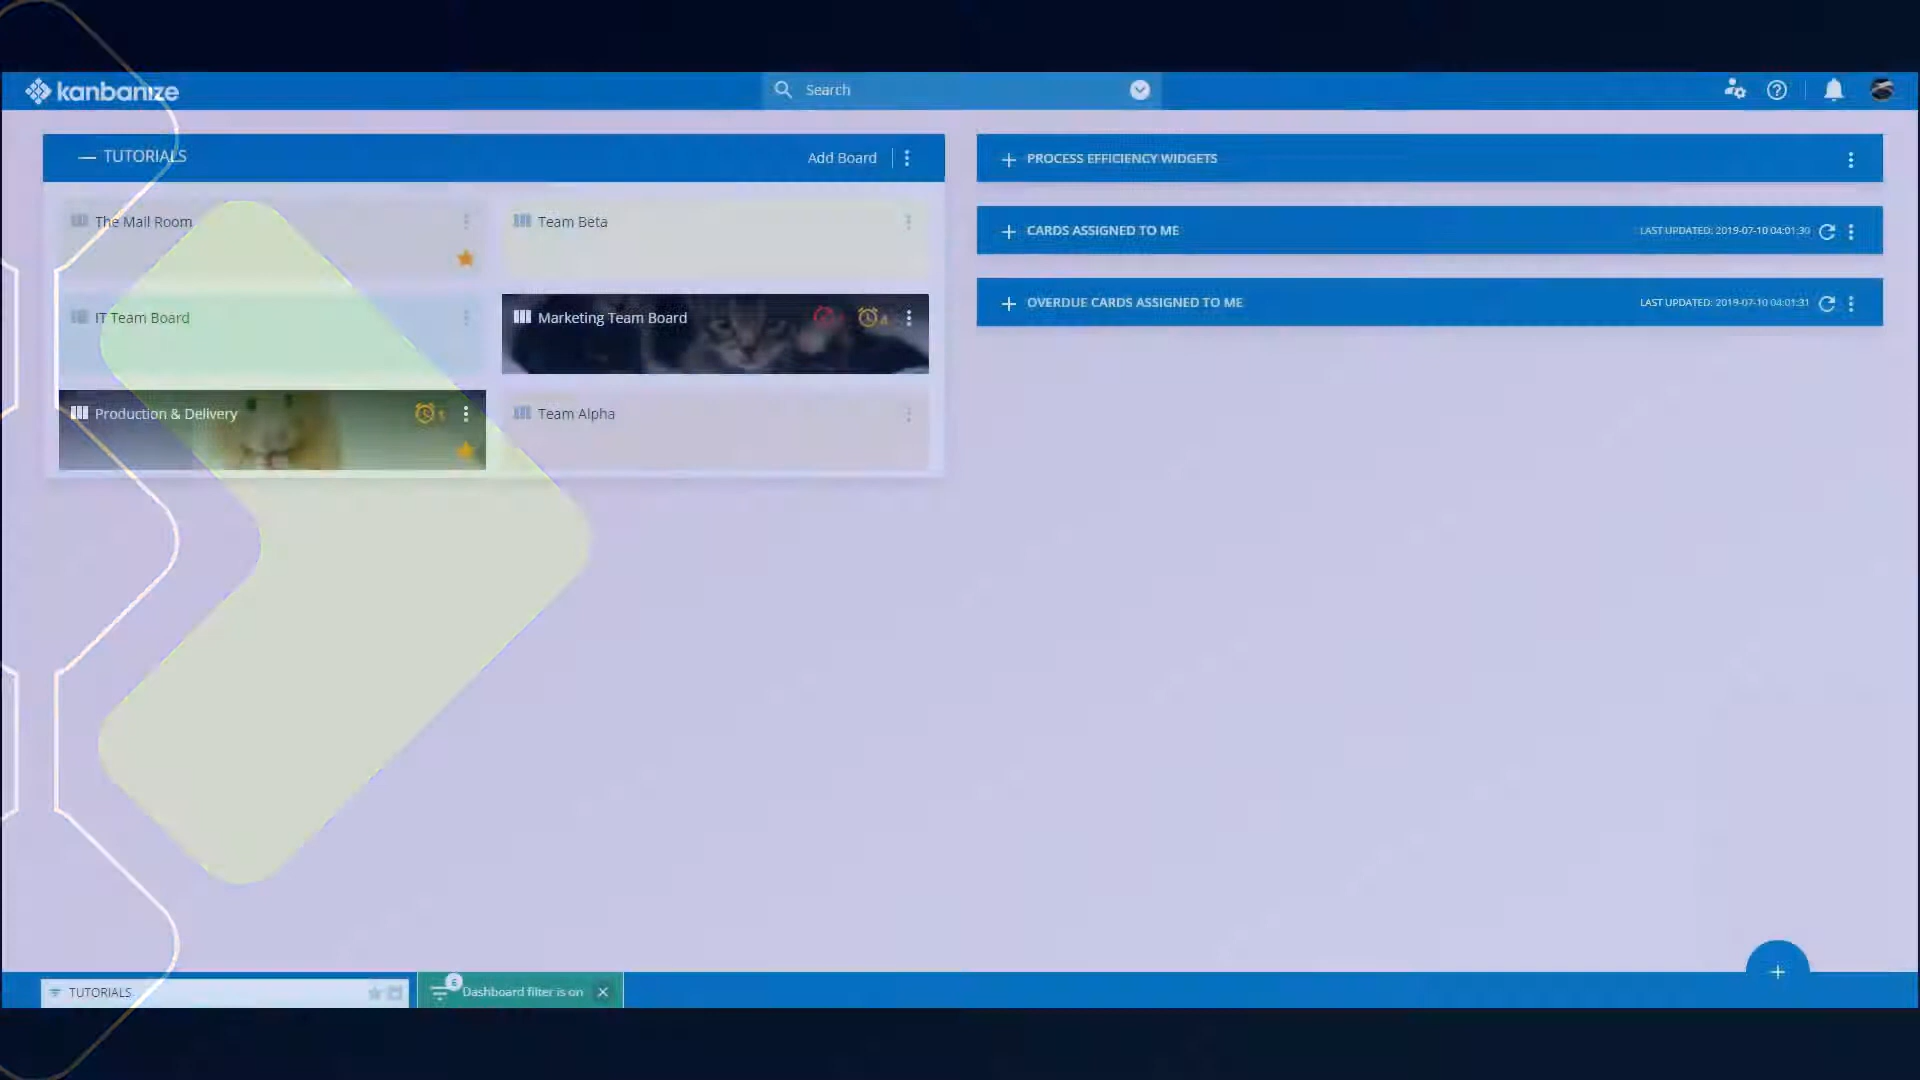 kanbanize
Search
TUTORIALS
Add Board
The Mail Room
Team Beta
IT Team Board
Marketing Team Board
Production & Delivery
Team Alpha
PROCESS EFFICIENCY WIDGETS
CARDS ASSIGNED TO ME
LAST UPDATED: 2019-07-10 04:01:30
OVERDUE CARDS ASSIGNED TO ME
LAST UPDATED: 2019-07-10 04:01:31
TUTORIALS
Dashboard filter is on